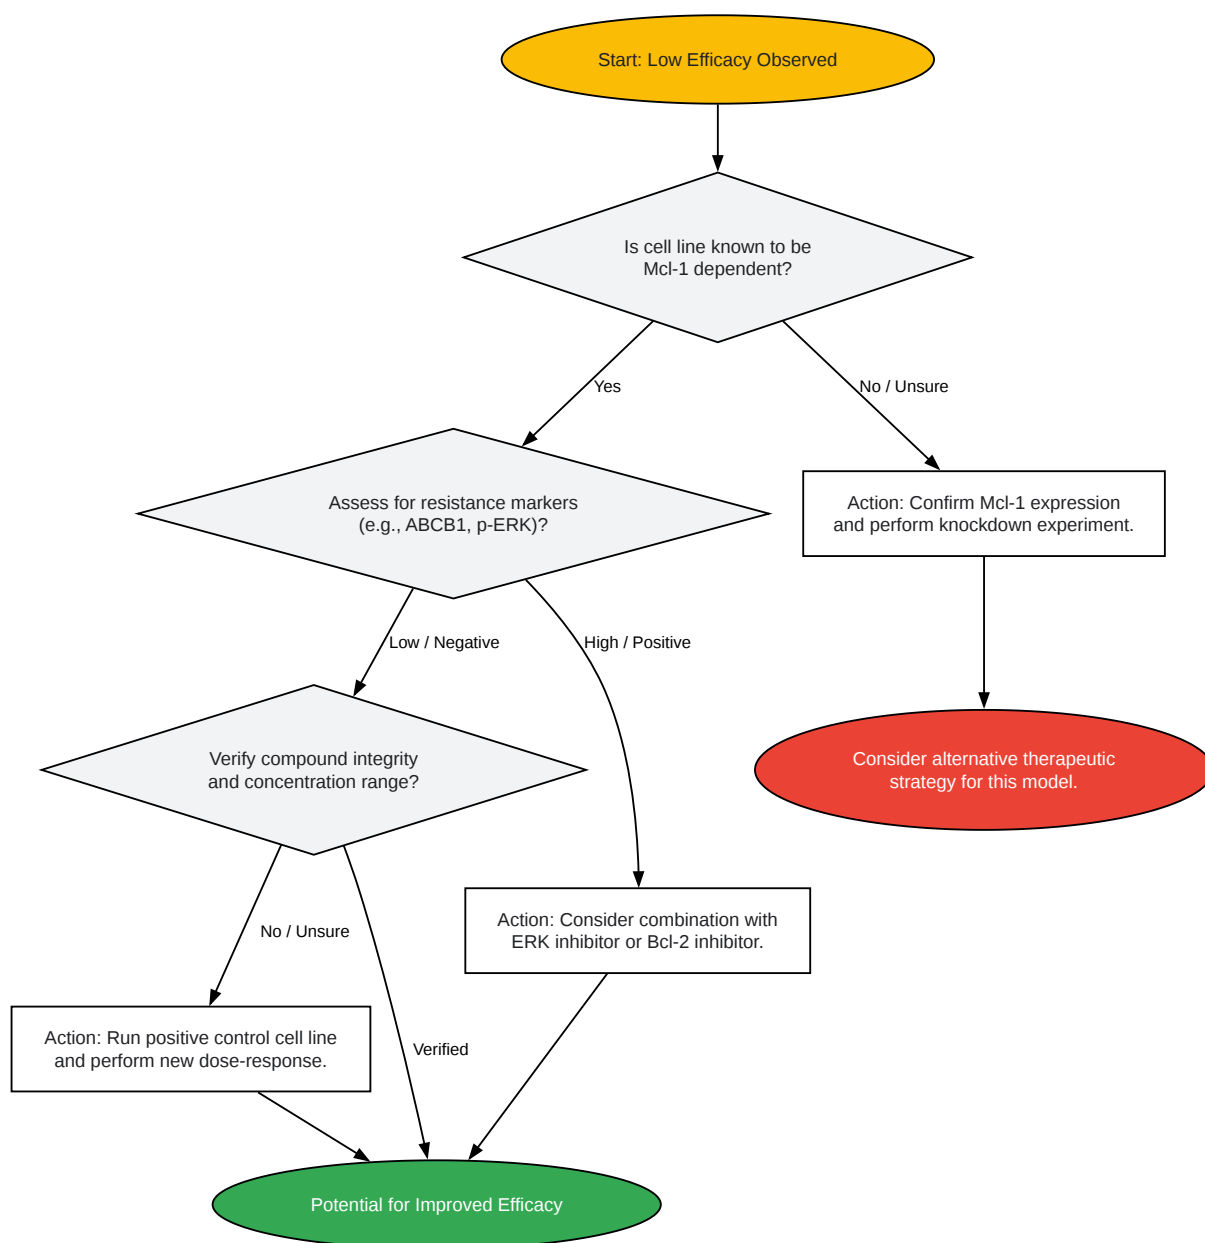 Start: Low Efficacy Observed
Is cell line known to be
Mcl-1 dependent?
Yes
No / Unsure
Assess for resistance markers
(e.g., ABCB1, p-ERK)?
Action: Confirm Mcl-1 expression
and perform knockdown experiment.
Low / Negative
High / Positive
Verify compound integrity
and concentration range?
Consider alternative therapeutic
strategy for this model.
No / Unsure
Action: Consider combination with
ERK inhibitor or Bcl-2 inhibitor.
Action: Run positive control cell line
and perform new dose-response.
Verified
Potential for Improved Efficacy